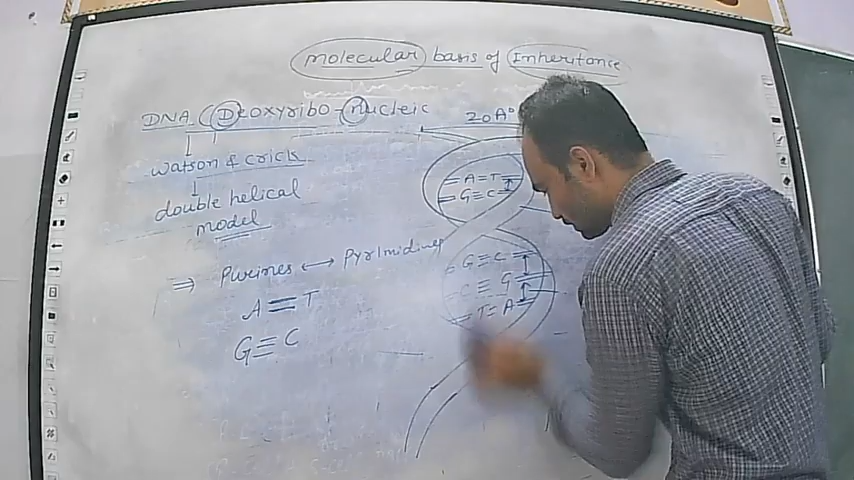 molecular basis of Inheritance
DNA (Deoxyribo-nucleic
20A°
Watson & Crick
double helical
model
A=T
G≡C
⇒ Purines ↔ Pyrimidines
A=T
G≡C
G≡C
C≡G
T=A